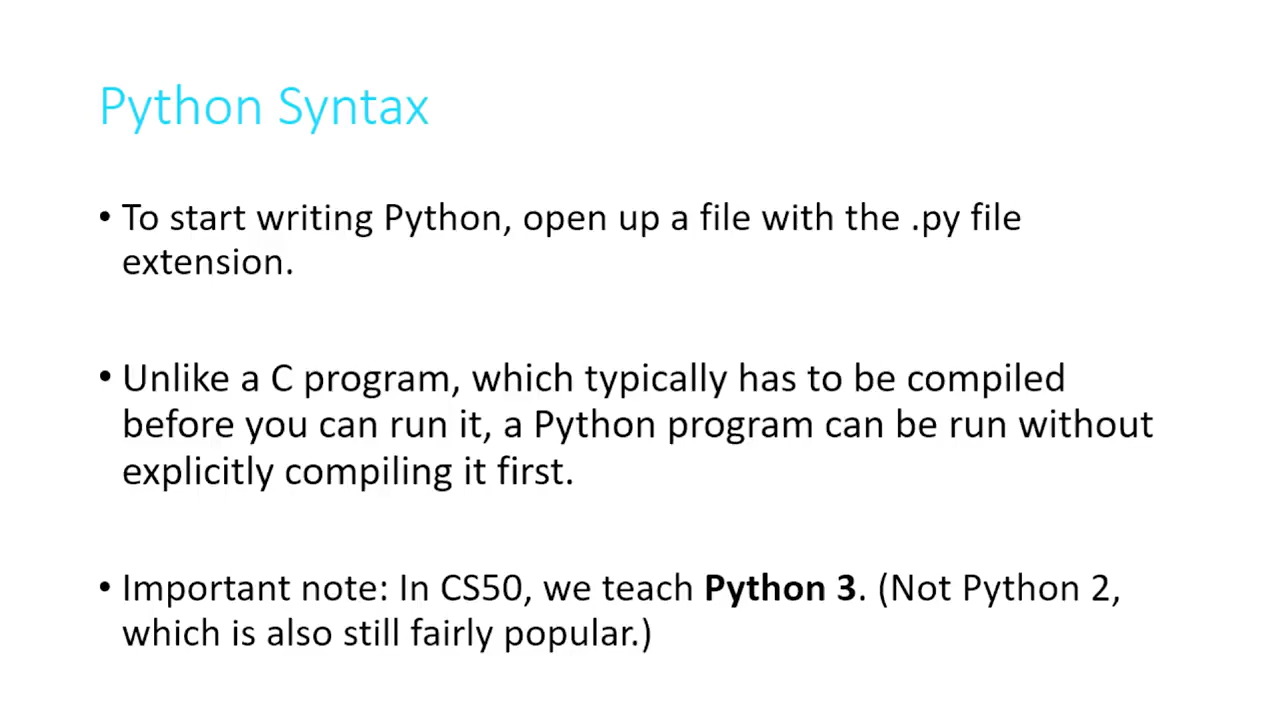 Python Syntax
• To start writing Python, open up a file with the .py file
extension.
• Unlike a C program, which typically has to be compiled
before you can run it, a Python program can be run without
explicitly compiling it first.
• Important note: In CS50, we teach Python 3. (Not Python 2,
which is also still fairly popular.)